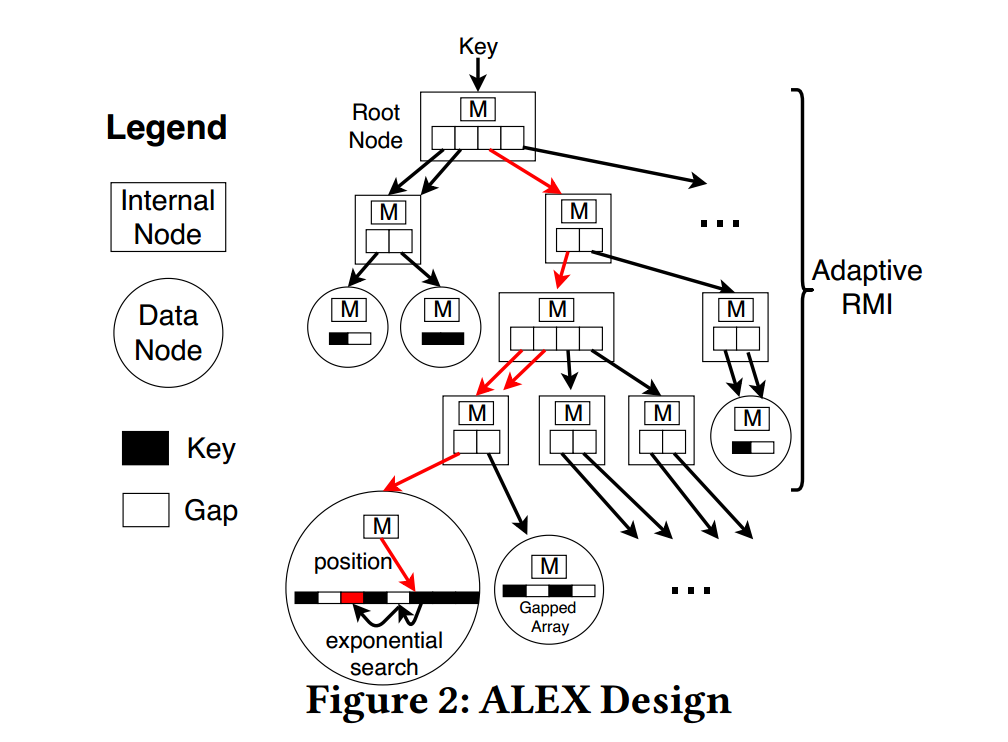 Key
M
Root
Node
Legend
Internal
Node
Data
Node
Key
Gap
M
M
. . .
Adaptive
RMI
M
M
M
M
M
M
M
M
M
position
exponential
search
M
Gapped
Array
. . .
Figure 2: ALEX Design